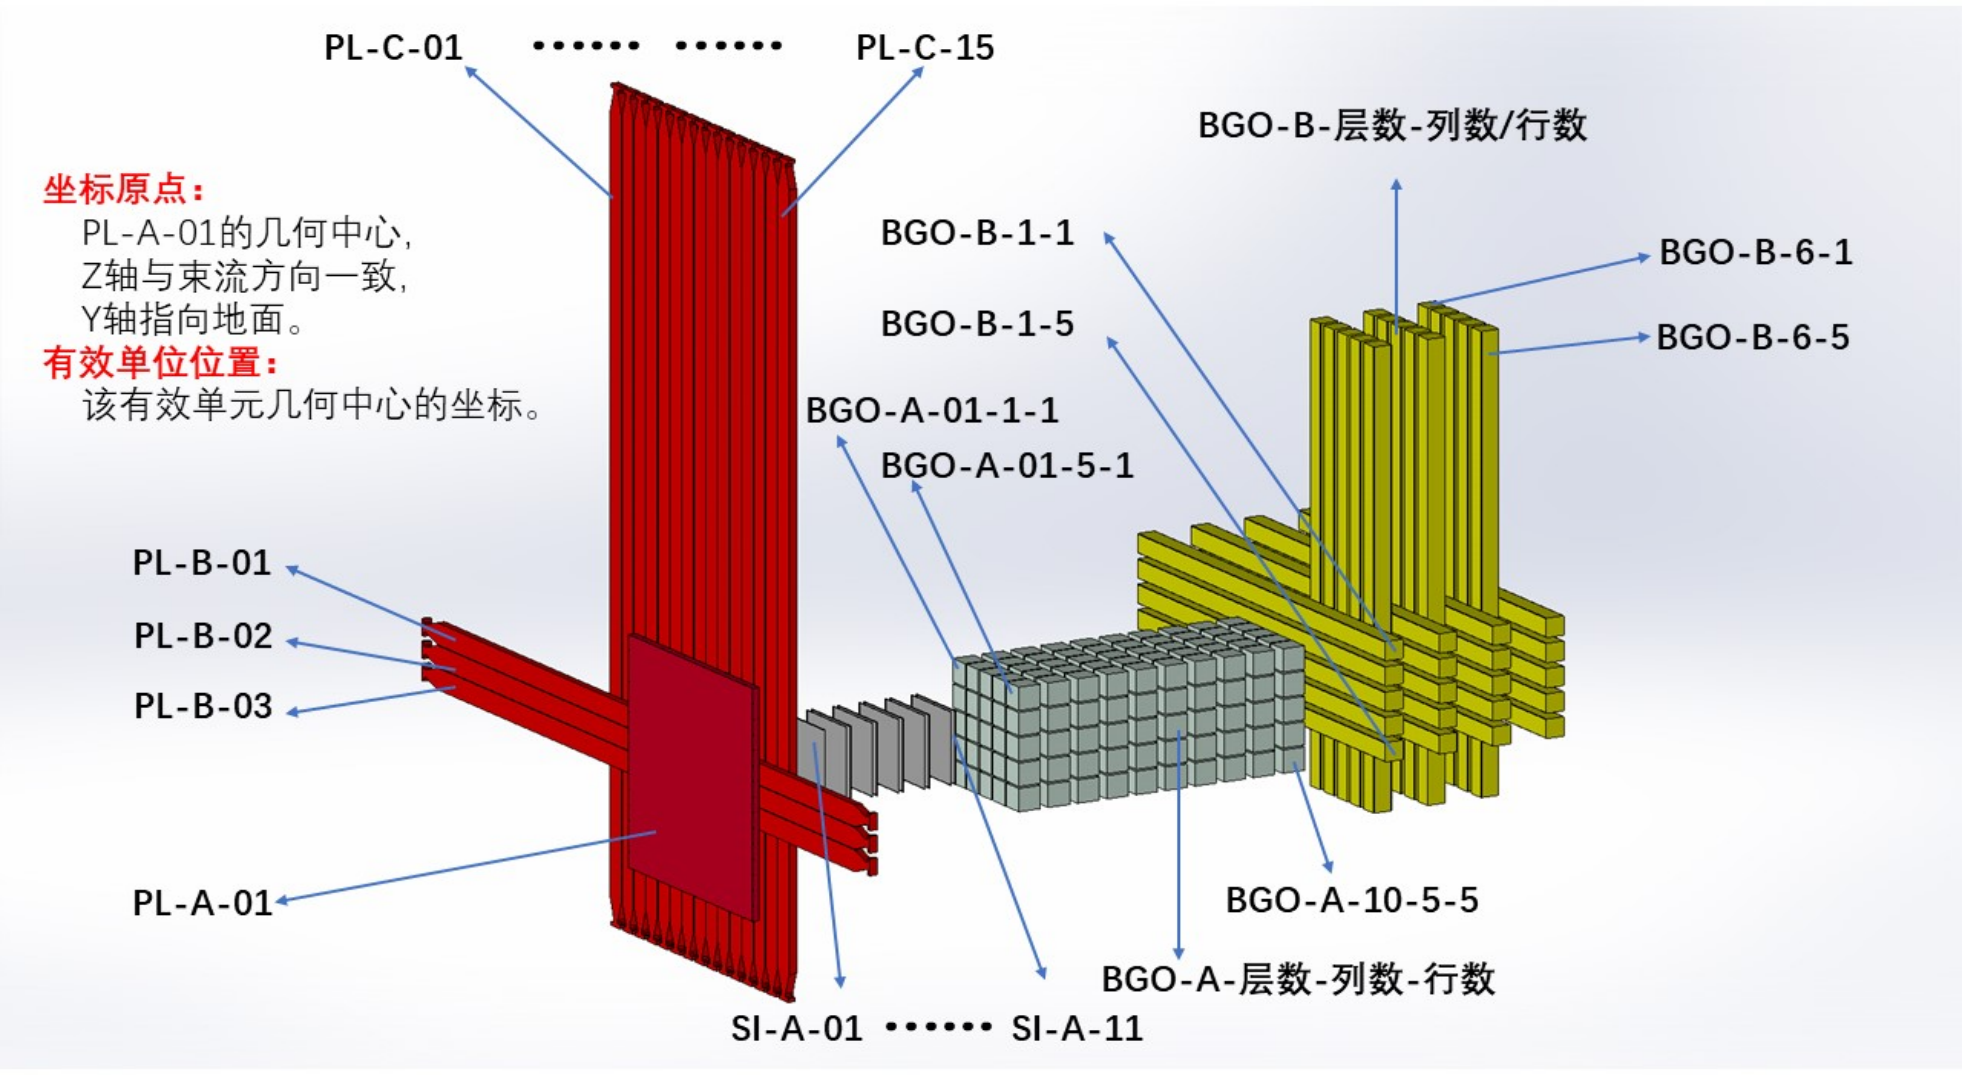 PL-C-01 ······ ······ PL-C-15
BGO-B-层数-列数/行数
坐标原点：
PL-A-01的几何中心，
Z轴与束流方向一致，
Y轴指向地面。
有效单位位置：
该有效单元几何中心的坐标。
BGO-B-1-1
BGO-B-6-1
BGO-B-1-5
BGO-B-6-5
BGO-A-01-1-1
BGO-A-01-5-1
PL-B-01
PL-B-02
PL-B-03
PL-A-01
BGO-A-10-5-5
BGO-A-层数-列数-行数
SI-A-01 ······ SI-A-11